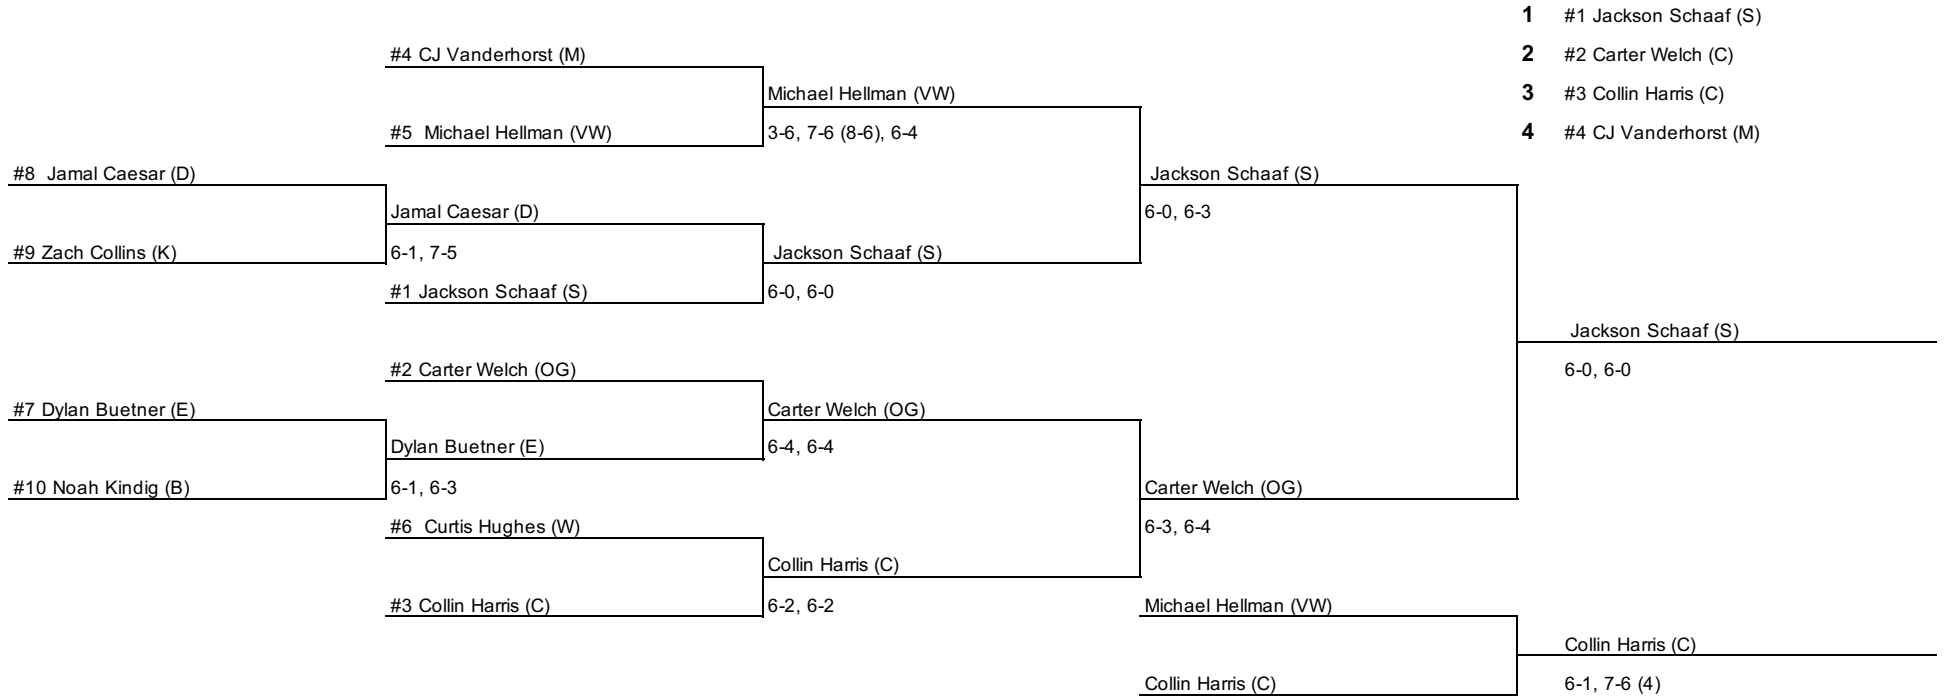 1 #1 Jackson Schaaf (S)
#4 CJ Vanderhorst (M)
2 #2 Carter Welch (C)
Michael Hellman (VW)
3 #3 Collin Harris (C)
#5 Michael Hellman (VW)
3-6, 7-6 (8-6), 6-4
4 #4 CJ Vanderhorst (M)
#8 Jamal Caesar (D)
Jackson Schaaf (S)
Jamal Caesar (D)
6-0, 6-3
#9 Zach Collins (K)
6-1, 7-5
Jackson Schaaf (S)
#1 Jackson Schaaf (S)
6-0, 6-0
Jackson Schaaf (S)
#2 Carter Welch (OG)
6-0, 6-0
#7 Dylan Buetner (E)
Carter Welch (OG)
Dylan Buetner (E)
6-4, 6-4
#10 Noah Kindig (B)
6-1, 6-3
Carter Welch (OG)
#6 Curtis Hughes (W)
6-3, 6-4
Collin Harris (C)
#3 Collin Harris (C)
6-2, 6-2
Michael Hellman (VW)
Collin Harris (C)
Collin Harris (C)
6-1, 7-6 (4)